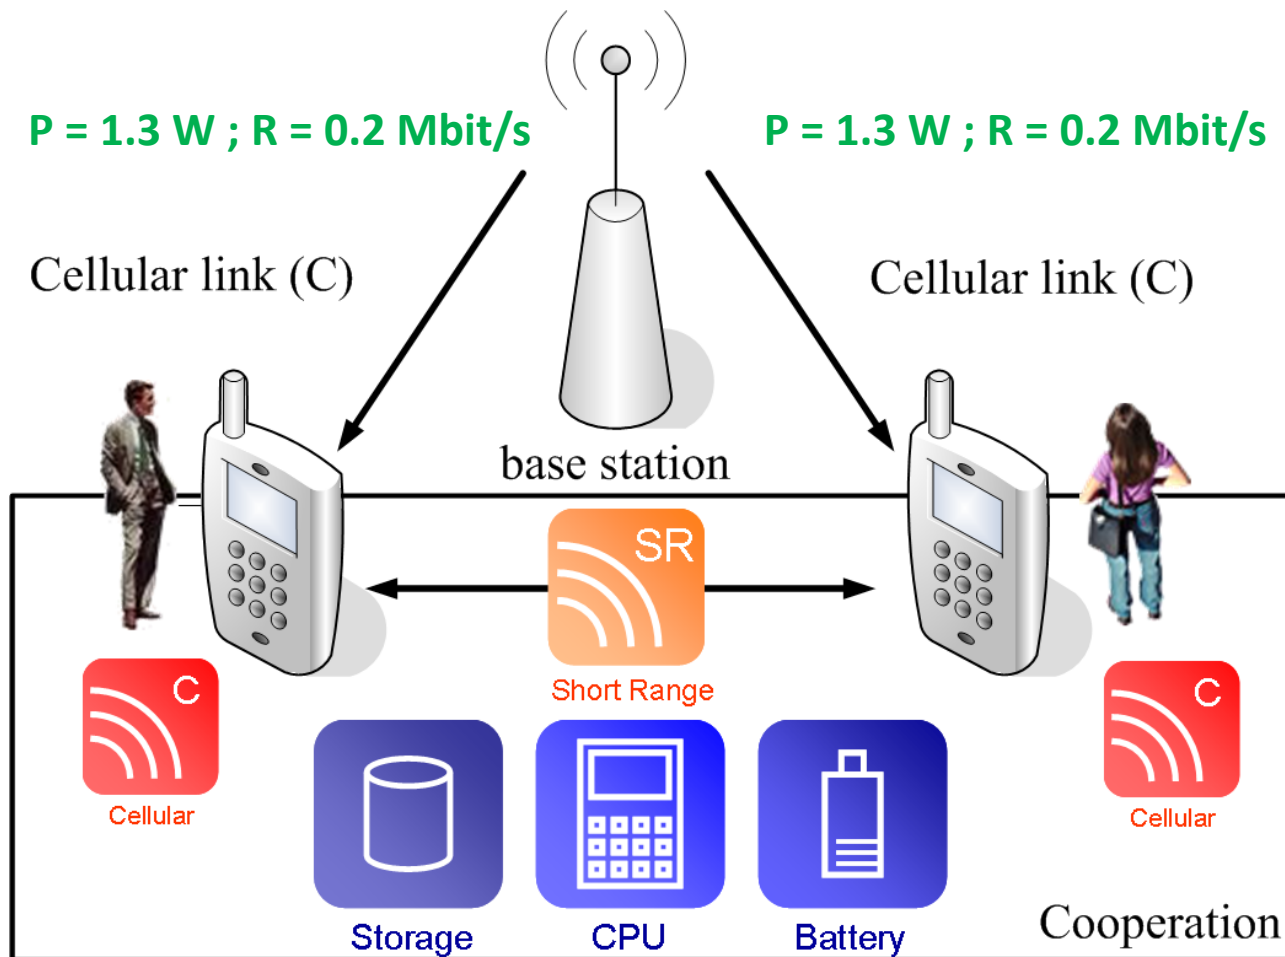 P = 1.3 W ; R = 0.2 Mbit/s
P = 1.3 W ; R = 0.2 Mbit/s
Cellular link (C)
Cellular link (C)
base station
SR
Short Range
C
Cellular
C
Cellular
Storage
CPU
Battery
Cooperation